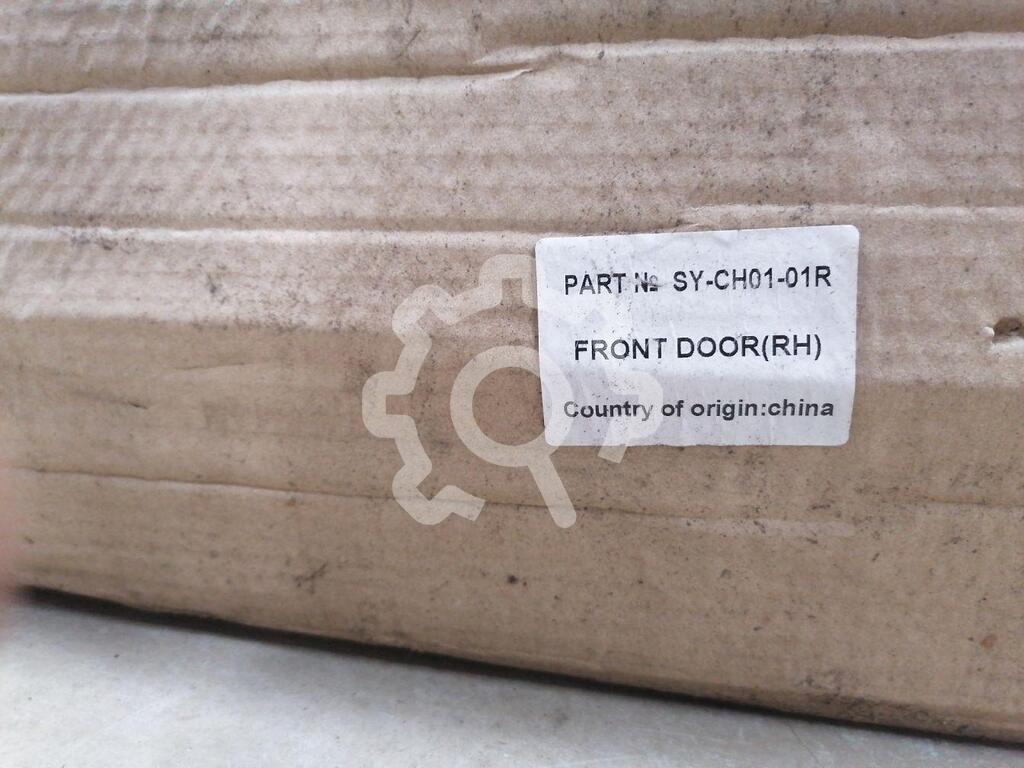 PART № SY-CH01-01R
FRONT DOOR(RH)
Country of origin:china